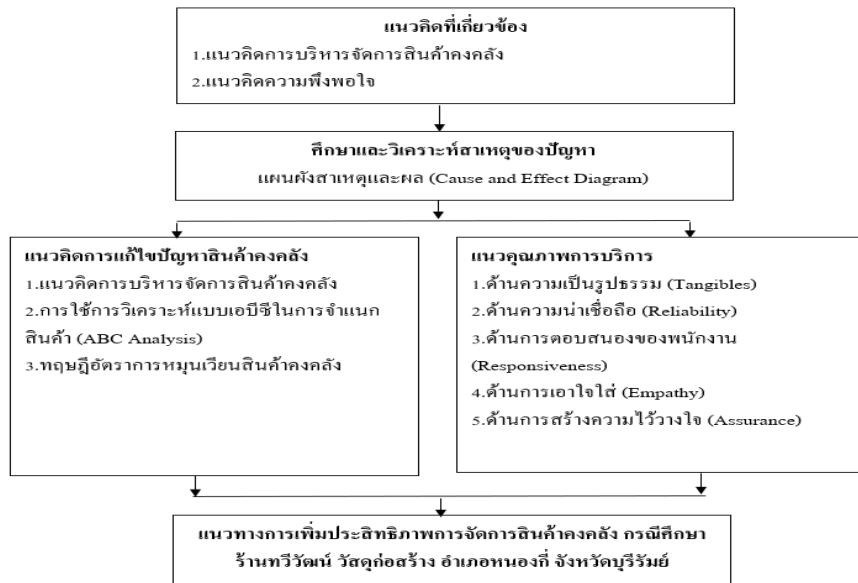 แนวคิดที่เกี่ยวข้อง
1.แนวคิดการบริหารจัดการสินค้าคงคลัง
2.แนวคิดความพึงพอใจ
ศึกษาและวิเคราะห์สาเหตุของปัญหา
แผนผังสาเหตุและผล (Cause and Effect Diagram)
แนวคิดการแก้ไขปัญหาสินค้าคงคลัง
1.แนวคิดการบริหารจัดการสินค้าคงคลัง
2.การใช้การวิเคราะห์แบบเอบีซีในการจำแนก
สินค้า (ABC Analysis)
3.ทฤษฎีอัตราการหมุนเวียนสินค้าคงคลัง
แนวคุณภาพการบริการ
1.ด้านความเป็นรูปธรรม (Tangibles)
2.ด้านความน่าเชื่อถือ (Reliability)
3.ด้านการตอบสนองของพนักงาน
(Responsiveness)
4.ด้านการเอาใจใส่ (Empathy)
5.ด้านการสร้างความไว้วางใจ (Assurance)
แนวทางการเพิ่มประสิทธิภาพการจัดการสินค้าคงคลัง กรณีศึกษา
ร้านทวีวัฒน์ วัสดุก่อสร้าง อำเภอหนองกี่ จังหวัดบุรีรัมย์